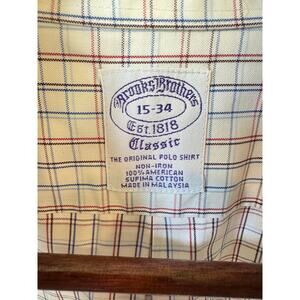 Brooks Brothers
15-34
Est. 1818
Classic
THE ORIGINAL POLO SHIRT
NON-IRON
100% AMERICAN
SUPIMA COTTON
MADE IN MALAYSIA